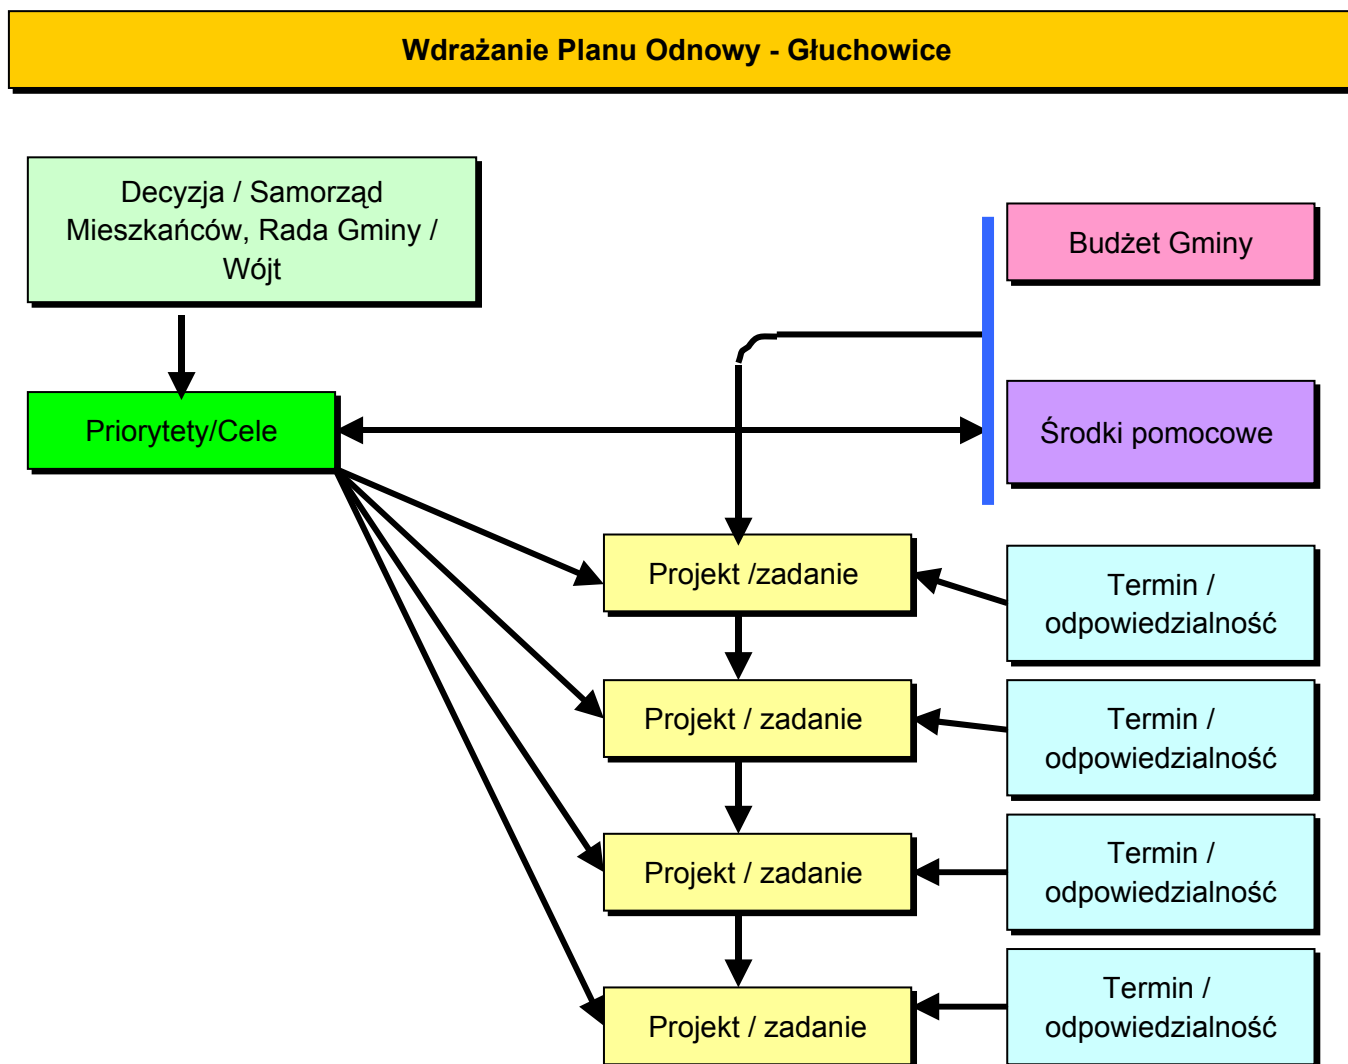 Wdrażanie Planu Odnowy - Głuchowice
Decyzja / Samorząd
Mieszkańców, Rada Gminy /
Wójt
Budżet Gminy
Priorytety/Cele
Środki pomocowe
Projekt /zadanie
Termin /
odpowiedzialność
Projekt / zadanie
Termin /
odpowiedzialność
Projekt / zadanie
Termin /
odpowiedzialność
Projekt / zadanie
Termin /
odpowiedzialność